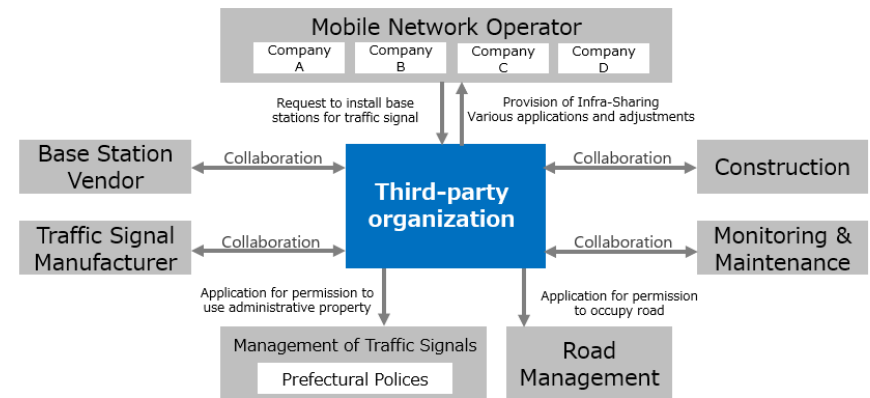 Mobile Network Operator
Company
A
Company
B
Company
C
Company
D
Request to install base
stations for traffic signal
Provision of Infra-Sharing
Various applications and adjustments
Base Station
Vendor
Collaboration
Third-party
organization
Collaboration
Construction
Traffic Signal
Manufacturer
Collaboration
Collaboration
Monitoring &
Maintenance
Application for permission to
use administrative property
Application for permission
to occupy road
Management of Traffic Signals
Prefectural Polices
Road
Management